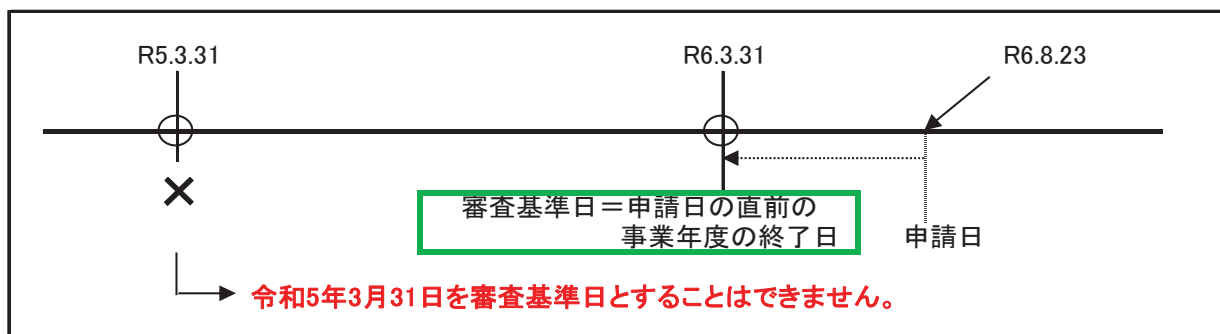 R5.3.31
R6.3.31
R6.8.23
×
審査基準日＝申請日の直前の
事業年度の終了日
申請日
令和5年3月31日を審査基準日とすることはできません。